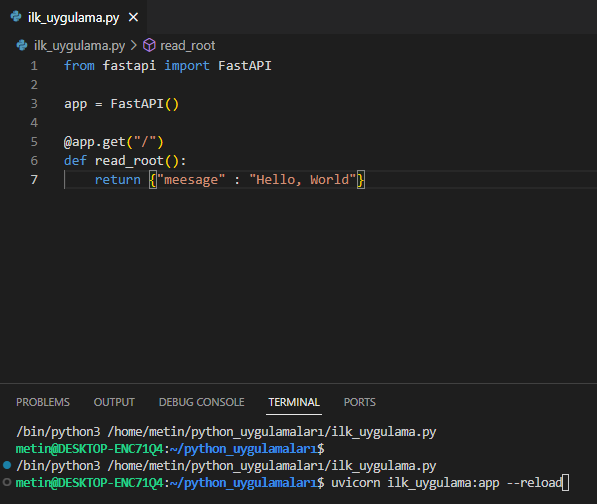 ilk_uygulama.py
ilk_uygulama.py > read_root
1 from fastapi import FastAPI
2
3 app = FastAPI()
4
5 @app.get("/")
6 def read_root():
7     return {"meesage" : "Hello, World"}
PROBLEMS OUTPUT DEBUG CONSOLE TERMINAL PORTS
/bin/python3 /home/metin/python_uygulamaları/ilk_uygulama.py
metin@DESKTOP-ENC71Q4:~/python_uygulamaları$
/bin/python3 /home/metin/python_uygulamaları/ilk_uygulama.py
metin@DESKTOP-ENC71Q4:~/python_uygulamaları$ uvicorn ilk_uygulama:app --reload